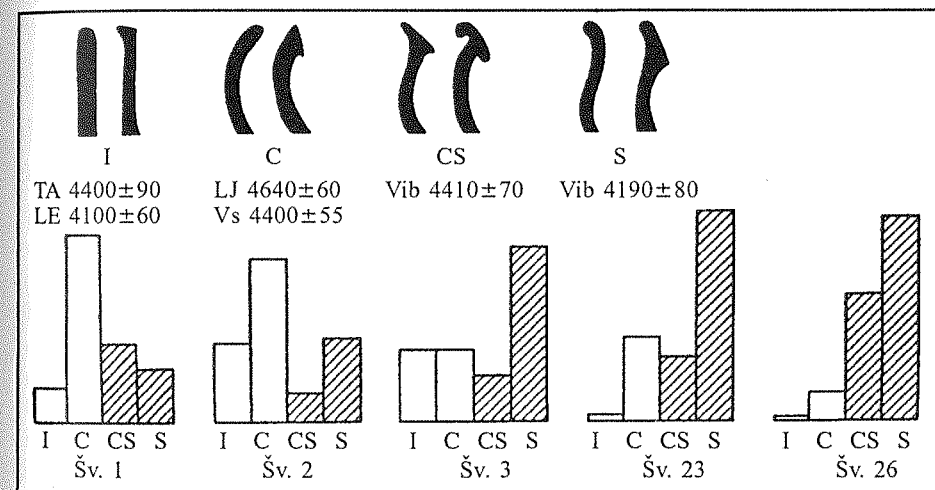 I C CS S
TA 4400±90 LJ 4640±60 Vib 4410±70 Vib 4190±80
LE 4100±60 Vs 4400±55
I C CS S I C CS S I C CS S I C CS S I C CS S
Šv. 1 Šv. 2 Šv. 3 Šv. 23 Šv. 26